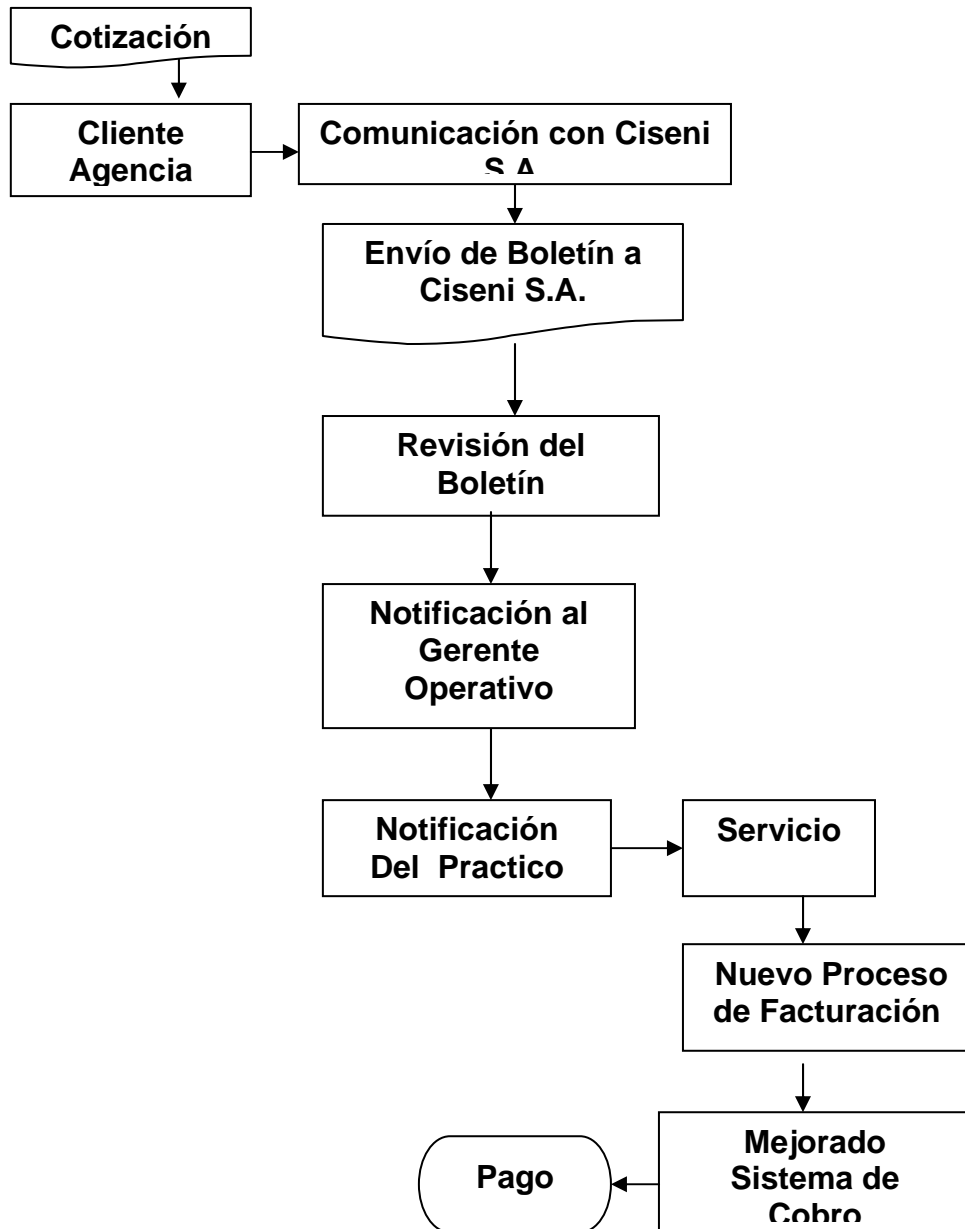 Cotización
Cliente
Agencia
Comunicación con Ciseni
S.A
Envío de Boletín a
Ciseni S.A.
Revisión del
Boletín
Notificación al
Gerente
Operativo
Notificación
Del Practico
Servicio
Nuevo Proceso
de Facturación
Mejorado
Sistema de
Cobro
Pago